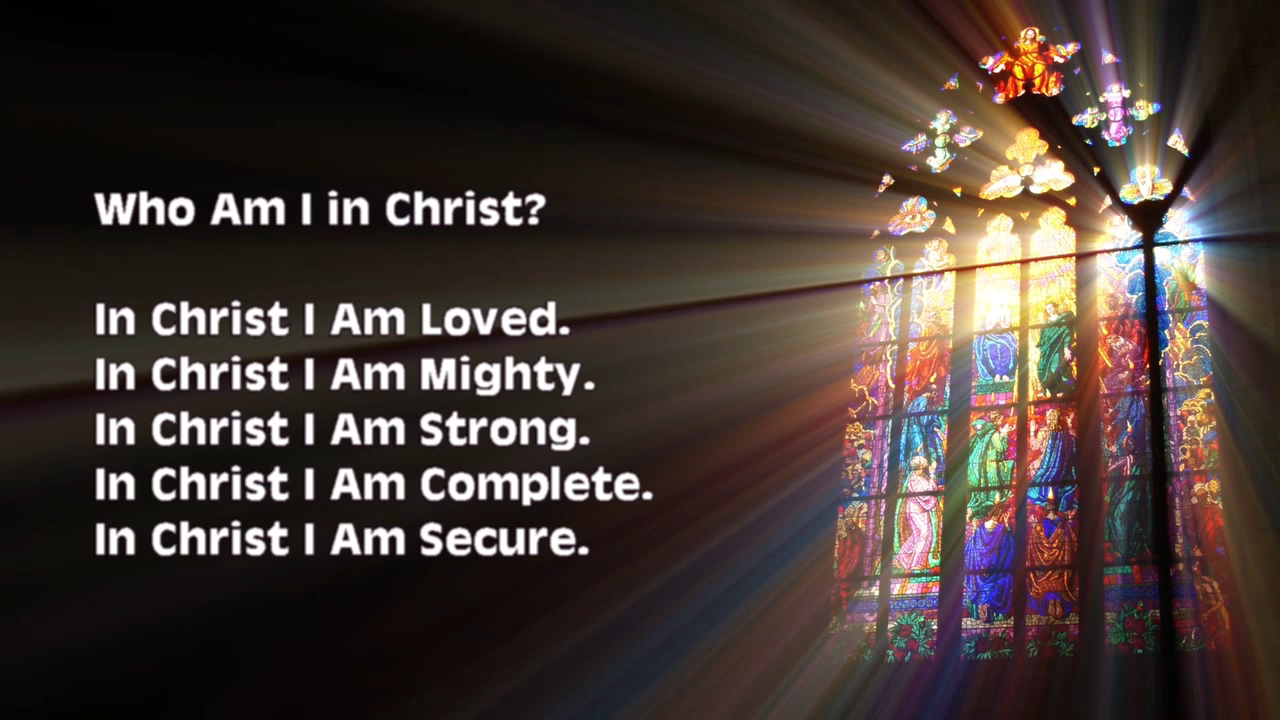 Who Am I in Christ?
In Christ I Am Loved.
In Christ I Am Mighty.
In Christ I Am Strong.
In Christ I Am Complete.
In Christ I Am Secure.